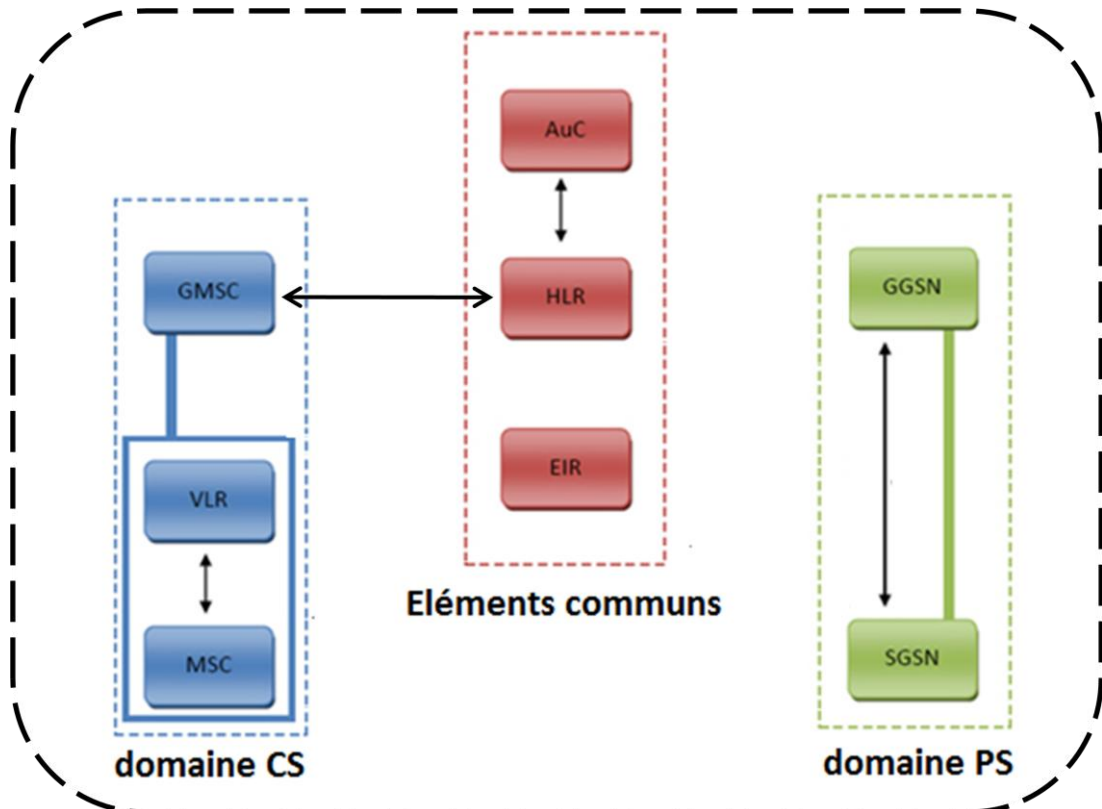 AuC
GMSC
HLR
GGSN
VLR
EIR
MSC
SGSN
Eléments communs
domaine CS
domaine PS